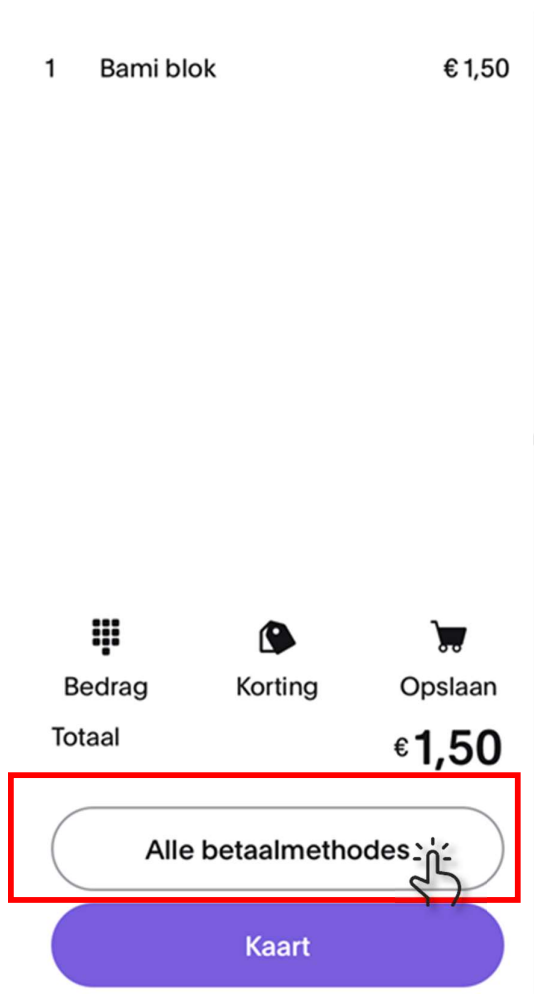 1 Bami blok € 1,50
Bedrag Korting Opslaan
Totaal € 1,50
Alle betaalmethodes
Kaart